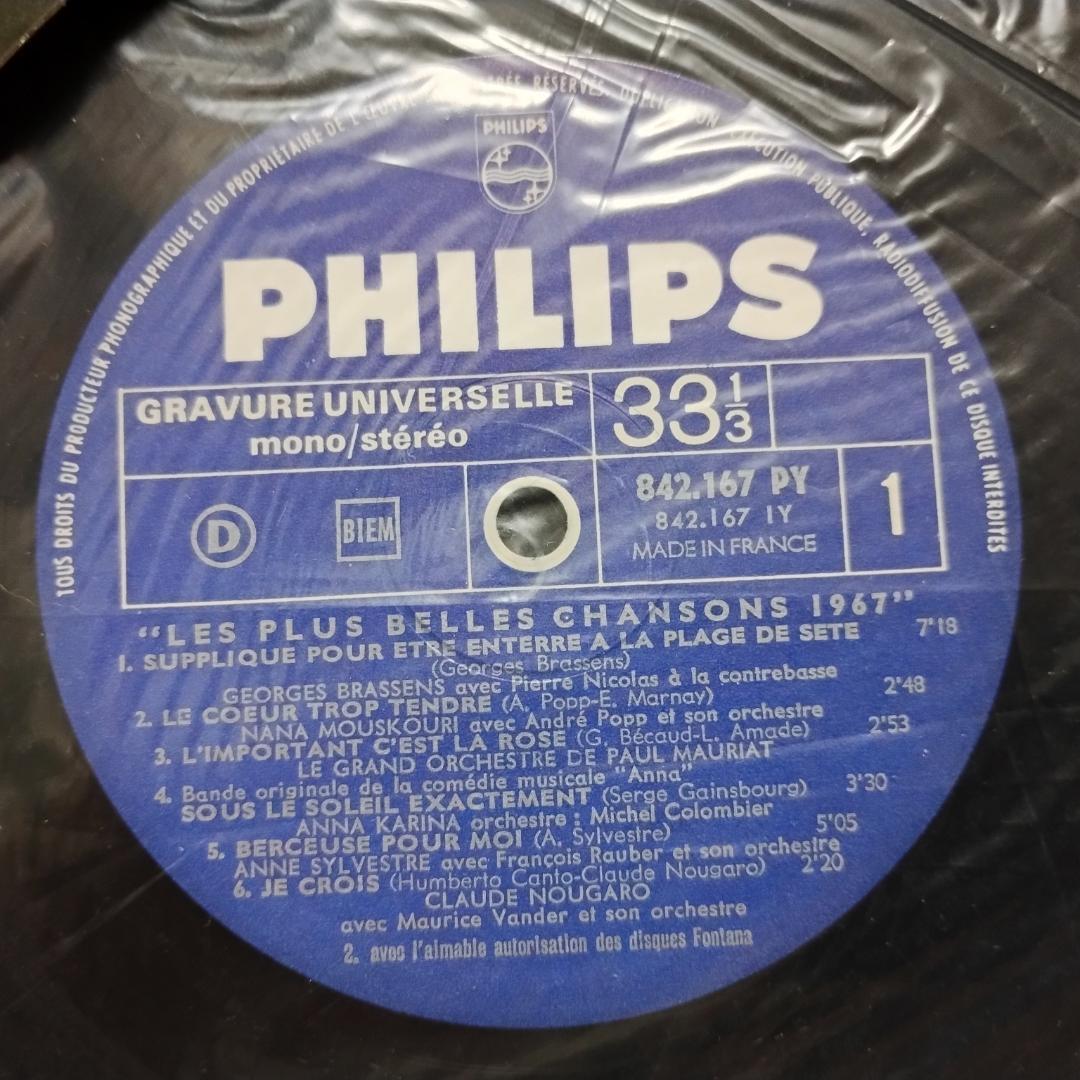 TOUS DROITS DU PRODUCTEUR PHONOGRAPHIQUE ET DU PROPRIÉTAIRE DE L'ŒUVRE RÉSERVÉS. DUPLICATION EXÉCUTION PUBLIQUE, RADIODIFFUSION DE CE DISQUE INTERDITES
PHILIPS
PHILIPS
GRAVURE UNIVERSELLE
mono/stéréo
33 1/3
D
BIEM
842.167 PY
842.167 IY
MADE IN FRANCE
1
"LES PLUS BELLES CHANSONS 1967"
1. SUPPLIQUE POUR ETRE ENTERRE A LA PLAGE DE SETE 7'18
(Georges Brassens)
GEORGES BRASSENS avec Pierre Nicolas à la contrebasse
2. LE COEUR TROP TENDRE (A. Popp-E. Marnay) 2'48
NANA MOUSKOURI avec André Popp et son orchestre
3. L'IMPORTANT C'EST LA ROSE (G. Bécaud-L. Amade) 2'53
LE GRAND ORCHESTRE DE PAUL MAURIAT
4. Bande originale de la comédie musicale "Anna"
SOUS LE SOLEIL EXACTEMENT (Serge Gainsbourg) 3'30
ANNA KARINA orchestre : Michel Colombier
5. BERCEUSE POUR MOI (A. Sylvestre) 5'05
ANNE SYLVESTRE avec François Rauber et son orchestre
6. JE CROIS (Humberto Canto-Claude Nougaro) 2'20
CLAUDE NOUGARO
avec Maurice Vander et son orchestre
2. avec l'aimable autorisation des disques Fontana